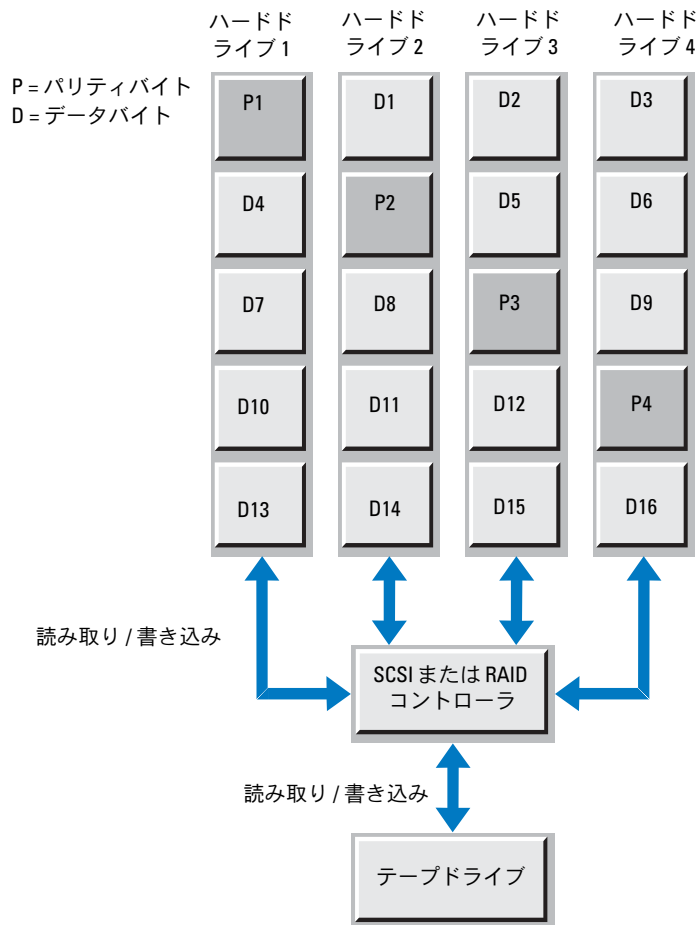 ハードド
ライブ 1
ハードド
ライブ 2
ハードド
ライブ 3
ハードド
ライブ 4
P = パリティバイト
D = データバイト
P1
D1
D2
D3
D4
P2
D5
D6
D7
D8
P3
D9
D10
D11
D12
P4
D13
D14
D15
D16
読み取り / 書き込み
SCSI または RAID
コントローラ
読み取り / 書き込み
テープドライブ